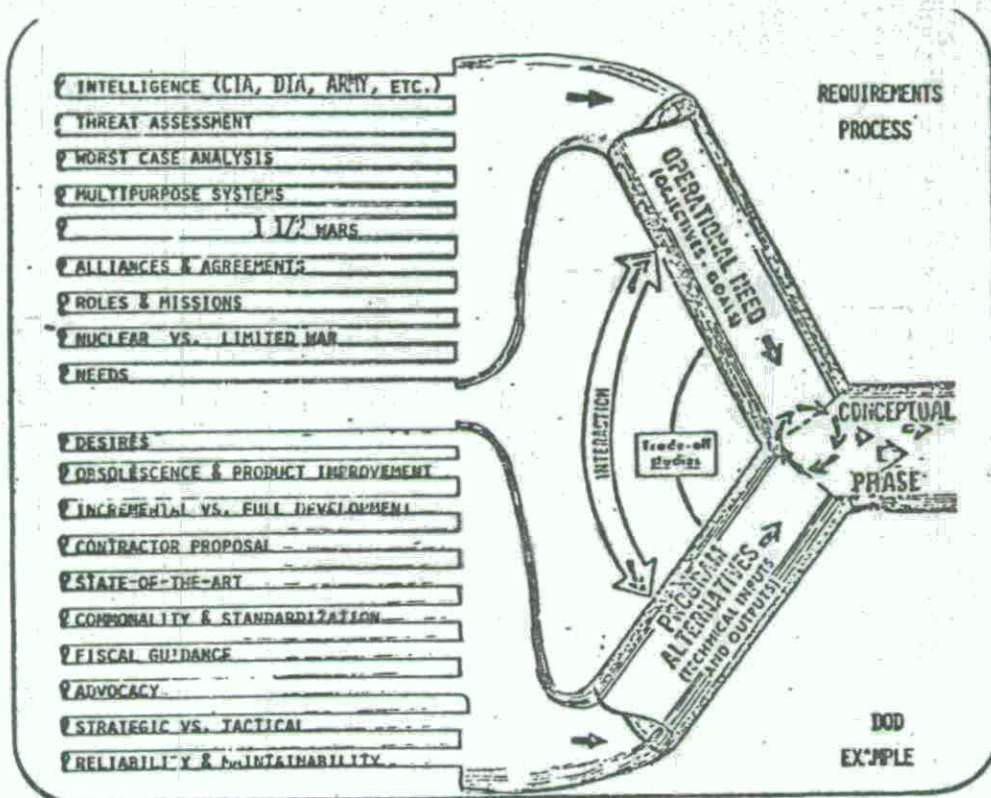 INTELLIGENCE (CIA, DIA, ARMY, ETC.)
THREAT ASSESSMENT
WORST CASE ANALYSIS
MULTIPURPOSE SYSTEMS
1 1/2 WARS
ALLIANCES & AGREEMENTS
ROLES & MISSIONS
NUCLEAR VS. LIMITED WAR
NEEDS
DESIRES
OBSOLESCENCE & PRODUCT IMPROVEMENT
INCREMENTAL VS. FULL DEVELOPMENT
CONTRACTOR PROPOSAL
STATE-OF-THE-ART
COMMONALITY & STANDARDIZATION
FISCAL GUIDANCE
ADVOCACY
STRATEGIC VS. TACTICAL
RELIABILITY & MAINTAINABILITY
REQUIREMENTS
PROCESS
OPERATIONAL NEED
(OBJECTIVES - GOALS)
INTERACTION
Trade-off
studies
CONCEPTUAL
PHASE
PROGRAM
ALTERNATIVES
(TECHNICAL INPUTS
AND OUTPUTS)
DOD
EXAMPLE